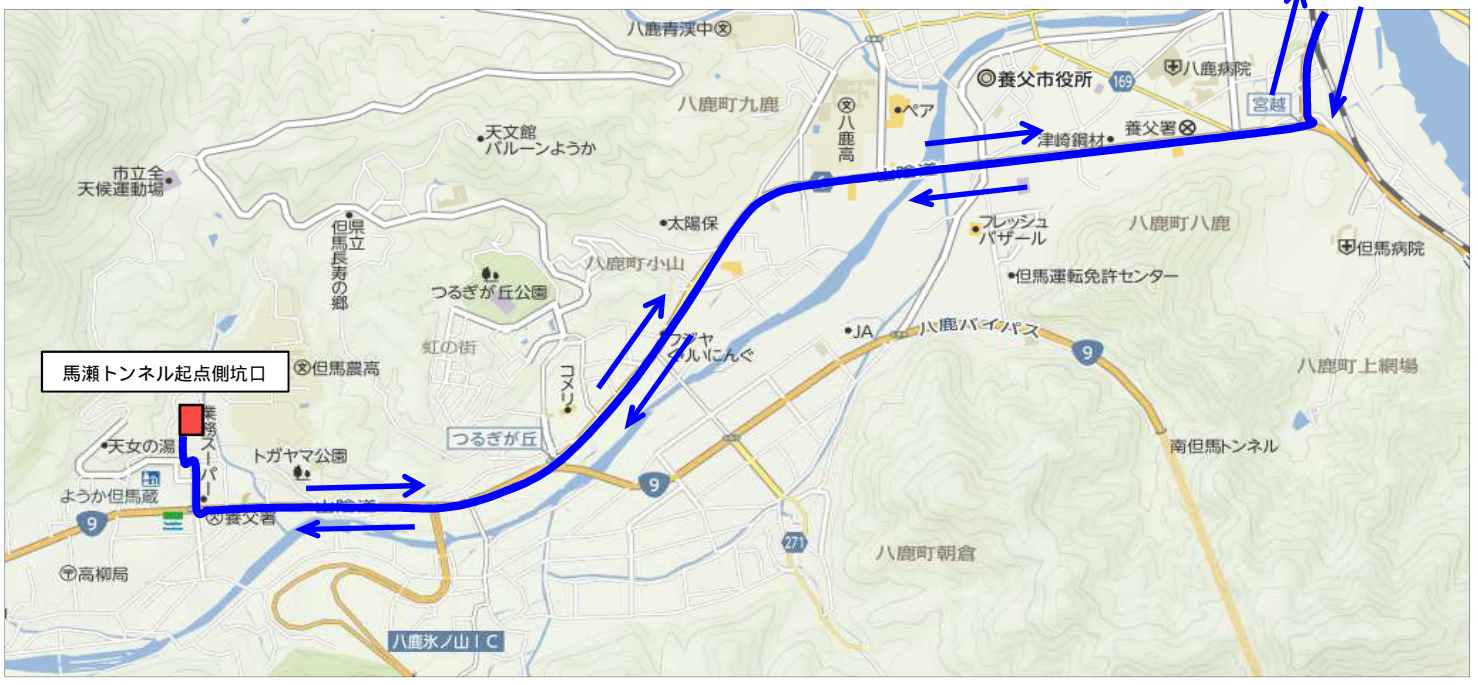 八鹿青渓中
八鹿病院
養父市役所
169
宮越
八鹿町九鹿
八鹿高
ペア
養父署
津崎鋼材
天文館
バルーンようか
山陰道
市立全
天候運動場
但馬長寿の郷
県立
太陽保
フレッシュ
バザール
八鹿町八鹿
但馬病院
八鹿町小山
つるぎが丘公園
但馬運転免許センター
虹の街
JA
八鹿バイパス
9
八鹿町上網場
馬瀬トンネル起点側坑口
但馬農高
コメリ
業務スーパー
天女の湯
つるぎが丘
南但馬トンネル
トガヤマ公園
9
ようか但馬蔵
山陰道
9
養父署
271
八鹿町朝倉
高柳局
八鹿氷ノ山IC